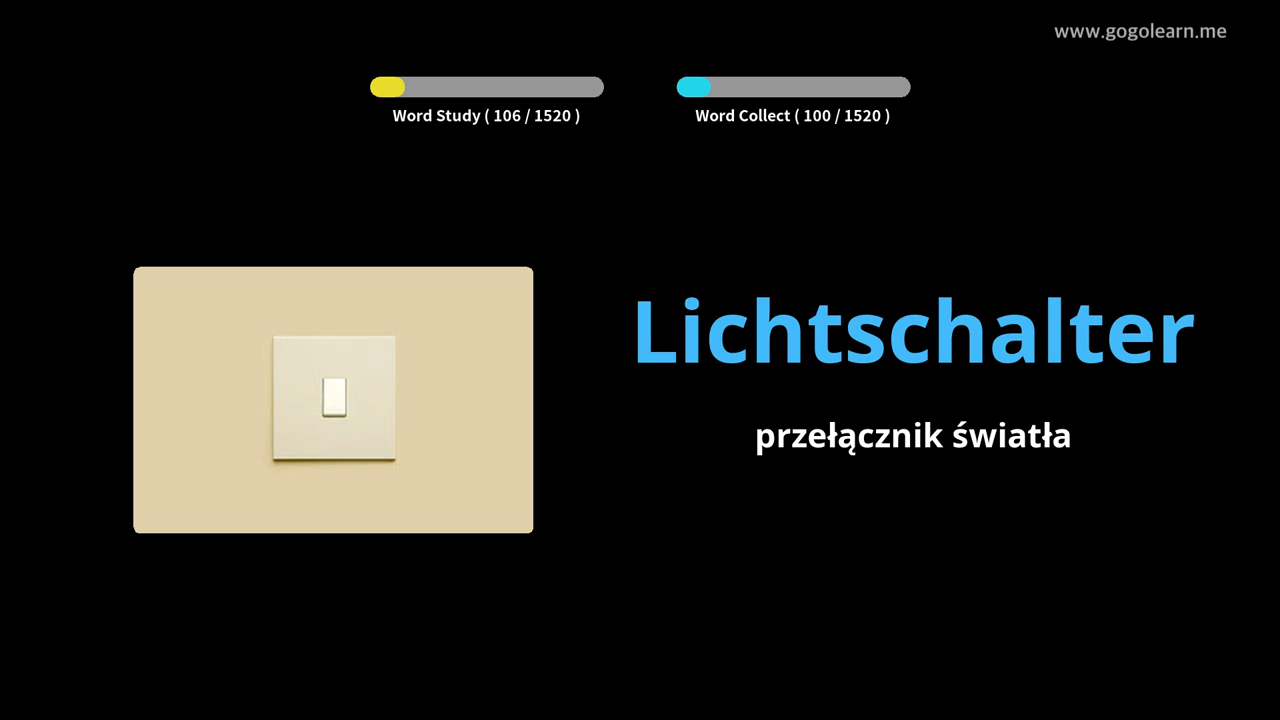 www.gogolearn.me
Word Study ( 106 / 1520 )
Word Collect ( 100 / 1520 )
Lichtschalter
przełącznik światła